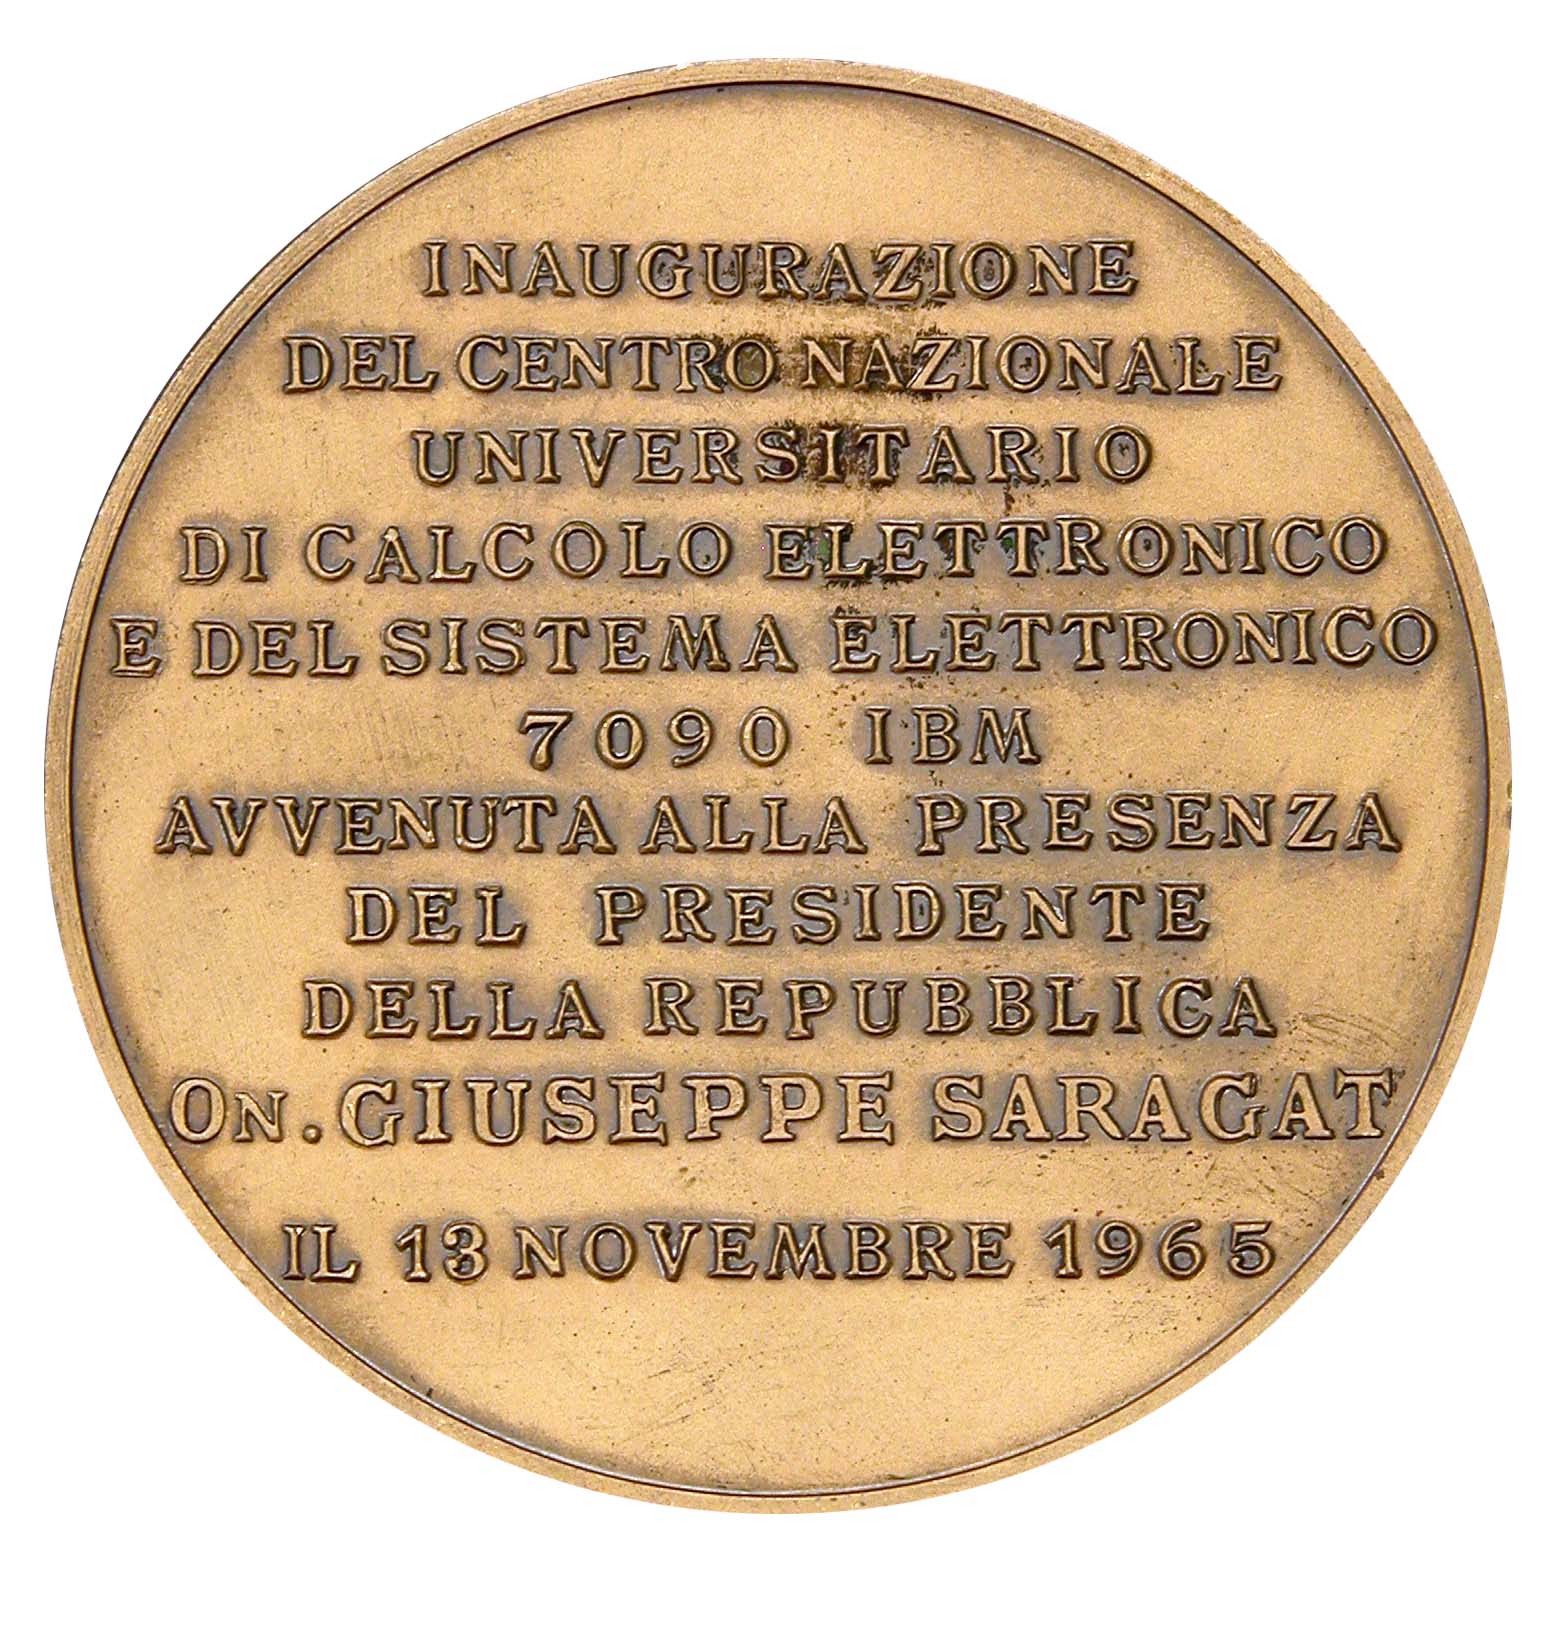 INAUGURAZIONE
DEL CENTRO NAZIONALE
UNIVERSITARIO
DI CALCOLO ELETTRONICO
E DEL SISTEMA ELETTRONICO
7090 IBM
AVVENUTA ALLA PRESENZA
DEL PRESIDENTE
DELLA REPUBBLICA
ON. GIUSEPPE SARAGAT
IL 13 NOVEMBRE 1965